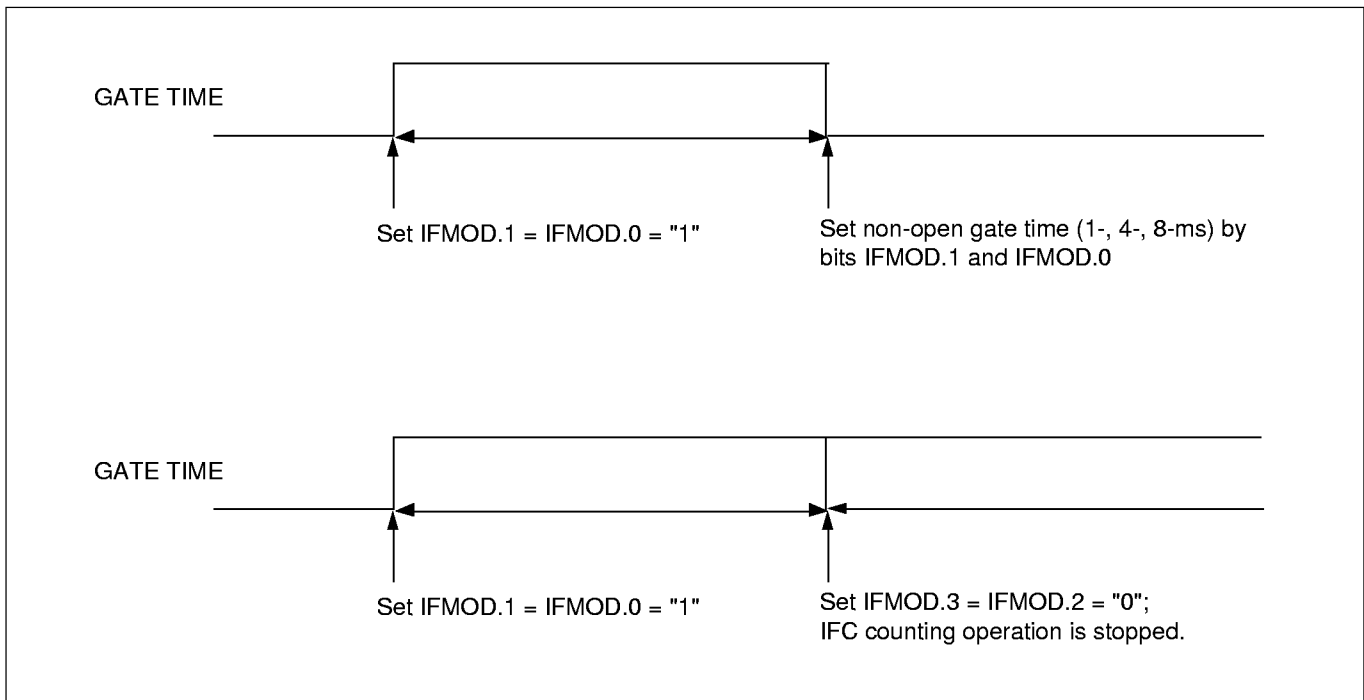 GATE TIME
Set IFMOD.1 = IFMOD.0 = "1"
Set non-open gate time (1-, 4-, 8-ms) by
bits IFMOD.1 and IFMOD.0
GATE TIME
Set IFMOD.1 = IFMOD.0 = "1"
Set IFMOD.3 = IFMOD.2 = "0";
IFC counting operation is stopped.